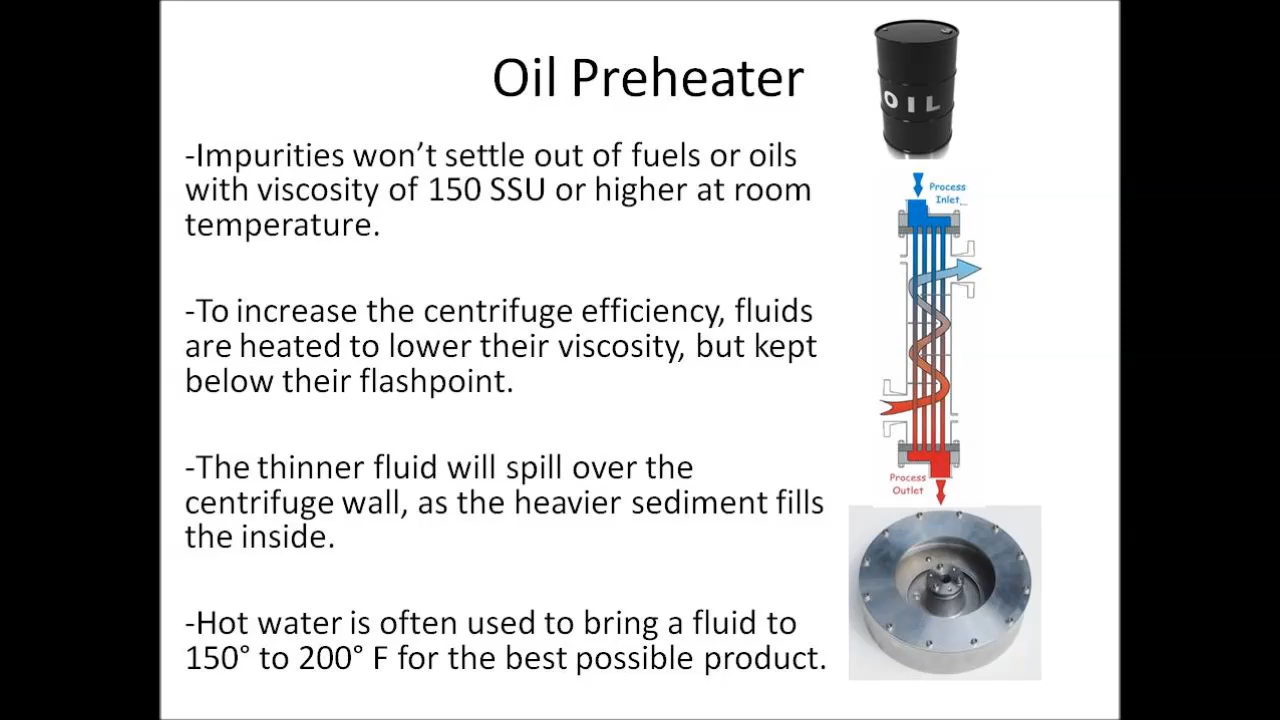 Oil Preheater
OIL
-Impurities won’t settle out of fuels or oils
with viscosity of 150 SSU or higher at room
temperature.
Process
Inlet
-To increase the centrifuge efficiency, fluids
are heated to lower their viscosity, but kept
below their flashpoint.
-The thinner fluid will spill over the
centrifuge wall, as the heavier sediment fills
the inside.
Process
Outlet
-Hot water is often used to bring a fluid to
150° to 200° F for the best possible product.